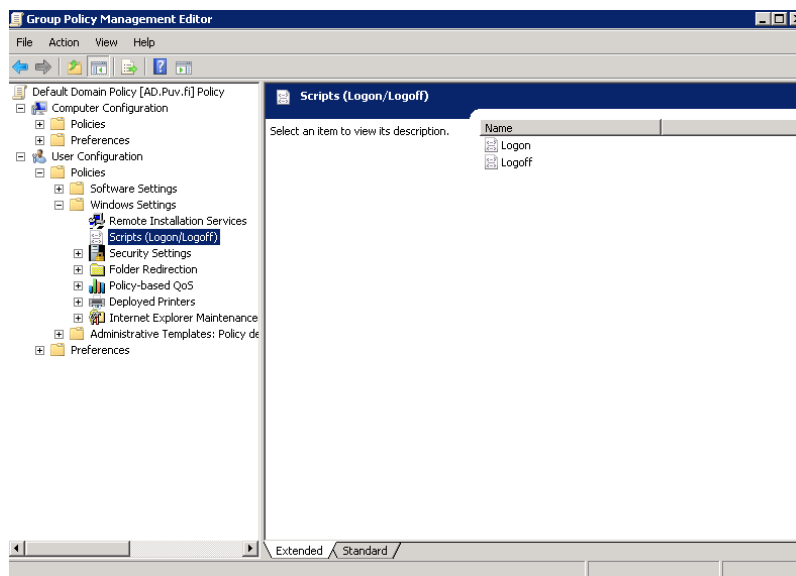 Group Policy Management Editor
File Action View Help
Default Domain Policy [AD.Puv.fi] Policy
Computer Configuration
Policies
Preferences
User Configuration
Policies
Software Settings
Windows Settings
Remote Installation Services
Scripts (Logon/Logoff)
Security Settings
Folder Redirection
Policy-based QoS
Deployed Printers
Internet Explorer Maintenance
Administrative Templates: Policy de
Preferences
Scripts (Logon/Logoff)
Select an item to view its description.
Name
Logon
Logoff
Extended Standard